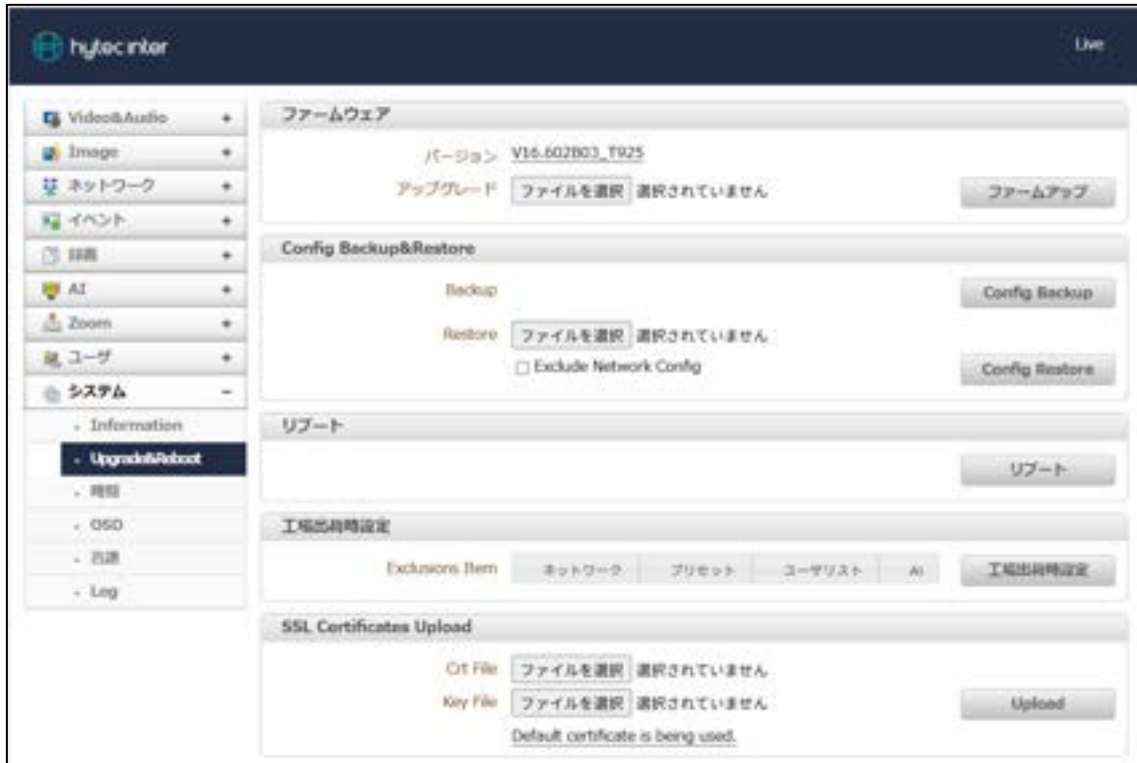 hytec inter
Live
Video&Audio +
Image +
ネットワーク +
イベント +
録画 +
AI +
Zoom +
ユーザ +
システム -
Information
Upgrade&Reboot
時間
OSD
言語
Log
ファームウェア
バージョン V16.602B03_T925
アップグレード ファイルを選択 選択されていません ファームアップ
Config Backup&Restore
Backup Config Backup
Restore ファイルを選択 選択されていません
Exclude Network Config Config Restore
リブート
リブート
工場出荷時設定
Exclusions Item ネットワーク プリセット ユーザリスト AI 工場出荷時設定
SSL Certificates Upload
Crt File ファイルを選択 選択されていません
Key File ファイルを選択 選択されていません Upload
Default certificate is being used.